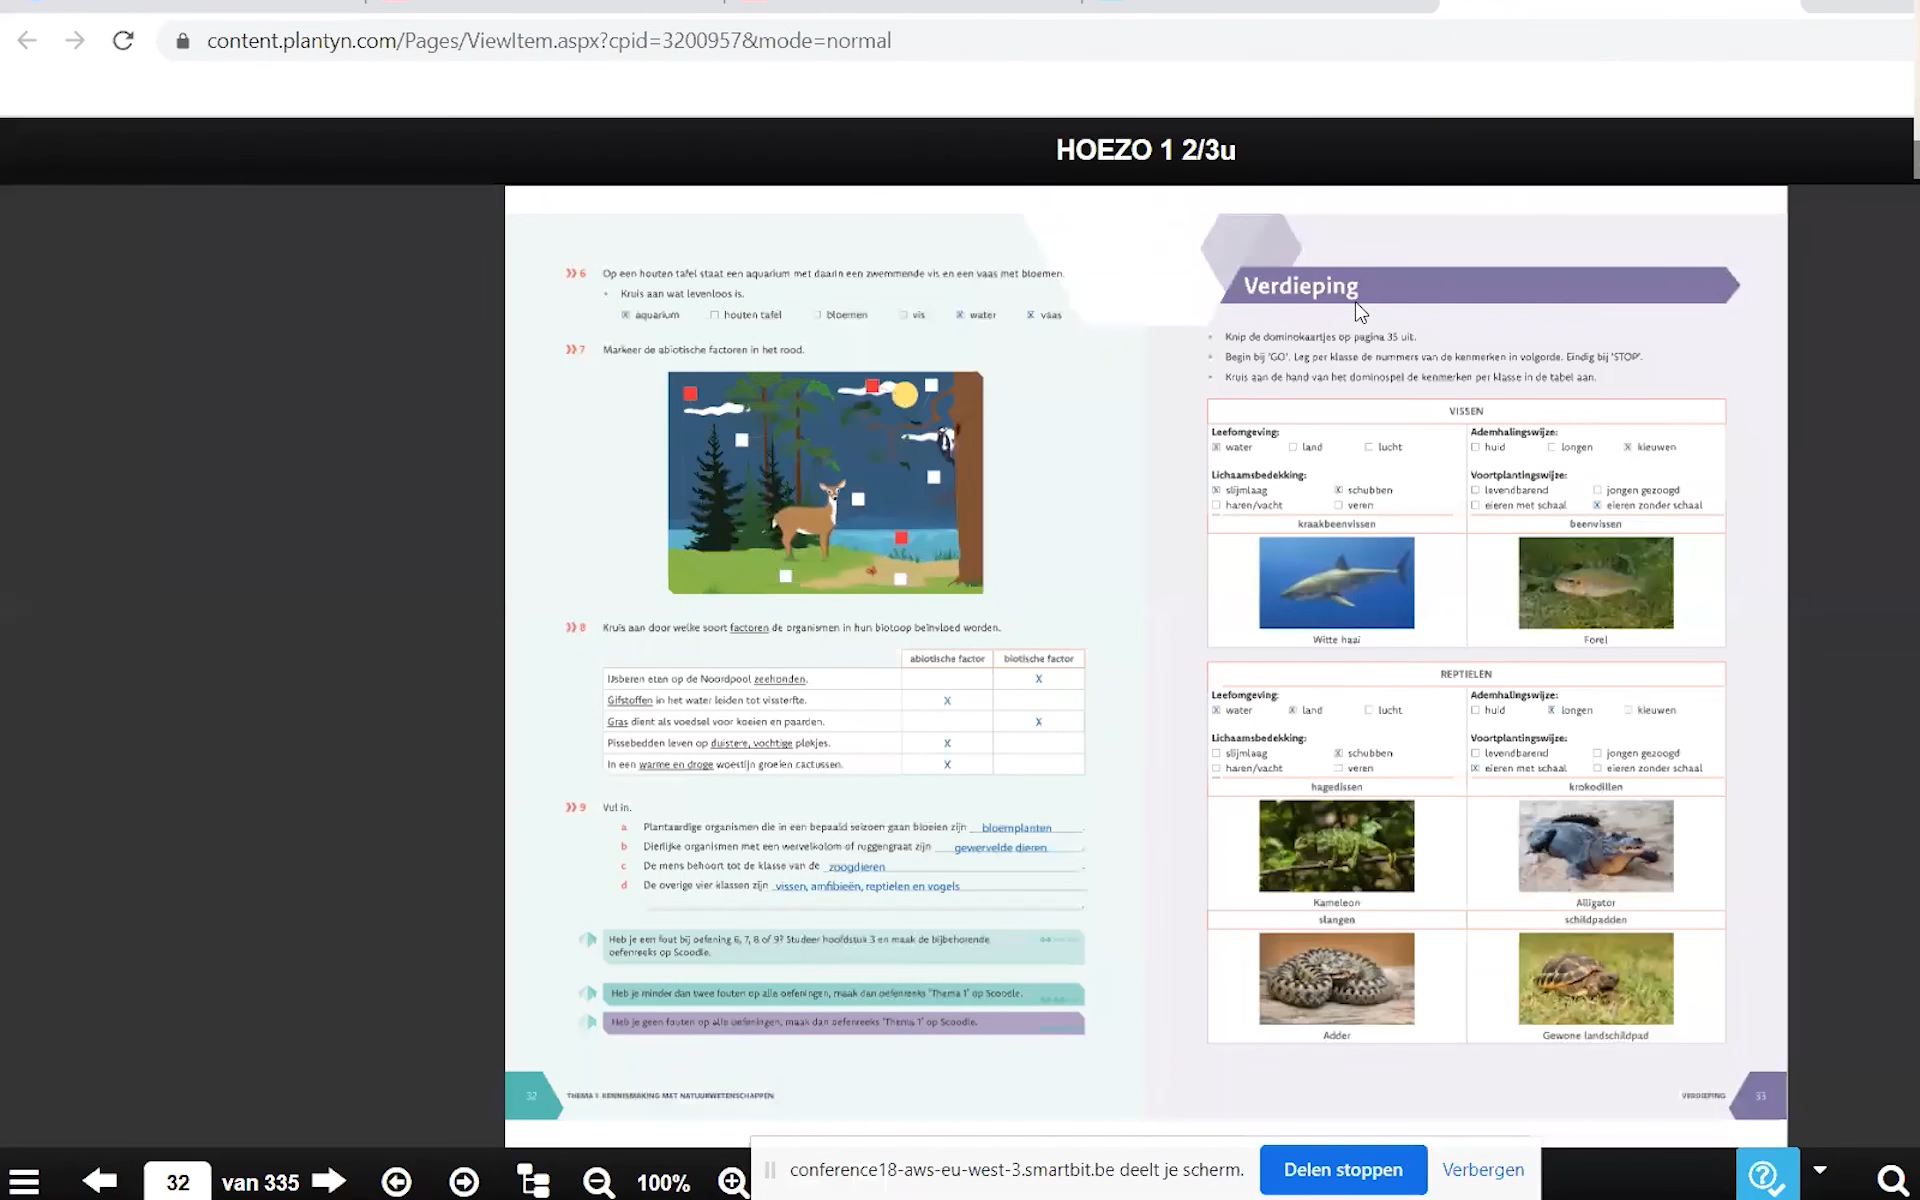 content.plantyn.com/Pages/ViewItem.aspx?cpid=3200957&mode=normal
HOEZO 1 2/3u
6 Op een houten tafel staat een aquarium met daarin een zwemmende vis en een vaas met bloemen.
• Kruis aan wat levenloos is.
aquarium houten tafel bloemen vis water vaas
7 Markeer de abiotische factoren in het rood.
8 Kruis aan door welke soort factoren de organismen in hun biotoop beïnvloed worden.
abiotische factor biotische factor
IJsberen eten op de Noordpool zeehonden. X
Gifstoffen in het water leiden tot vissterfte. X
Gras dient als voedsel voor koeien en paarden. X
Pissebedden leven op duistere, vochtige plekjes. X
In een warme en droge woestijn groeien cactussen. X
9 Vul in.
a Plantaardige organismen die in een bepaald seizoen gaan bloeien zijn bloemplanten.
b Dierlijke organismen met een wervelkolom of ruggengraat zijn gewervelde dieren.
c De mens behoort tot de klasse van de zoogdieren.
d De overige vier klassen zijn vissen, amfibieën, reptielen en vogels
Heb je een fout bij oefening 6, 7, 8 of 9? Studeer hoofdstuk 3 en maak de bijbehorende
oefenreeks op Scoodle.
Heb je minder dan twee fouten op alle oefeningen, maak dan oefenreeks 'Thema 1' op Scoodle.
Heb je geen fouten op alle oefeningen, maak dan oefenreeks 'Thema 1' op Scoodle.
32 THEMA 1 KENNISMAKING MET NATUURWETENSCHAPPEN
Verdieping
• Knip de dominokaartjes op pagina 35 uit.
• Begin bij 'GO'. Leg per klasse de nummers van de kenmerken in volgorde. Eindig bij 'STOP'.
• Kruis aan de hand van het dominospel de kenmerken per klasse in de tabel aan.
VISSEN
Leefomgeving: Ademhalingswijze:
water land lucht huid longen kieuwen
Lichaamsbedekking: Voortplantingswijze:
slijmlaag schubben levendbarend jongen gezoogd
haren/vacht veren eieren met schaal eieren zonder schaal
kraakbeenvissen beenvissen
Witte haai Forel
REPTIELEN
Leefomgeving: Ademhalingswijze:
water land lucht huid longen kieuwen
Lichaamsbedekking: Voortplantingswijze:
slijmlaag schubben levendbarend jongen gezoogd
haren/vacht veren eieren met schaal eieren zonder schaal
hagedissen krokodillen
Kameleon Alligator
slangen schildpadden
Adder Gewone landschildpad
VERDIEPING 33
32 van 335 100%
conference18-aws-eu-west-3.smartbit.be deelt je scherm. Delen stoppen Verbergen